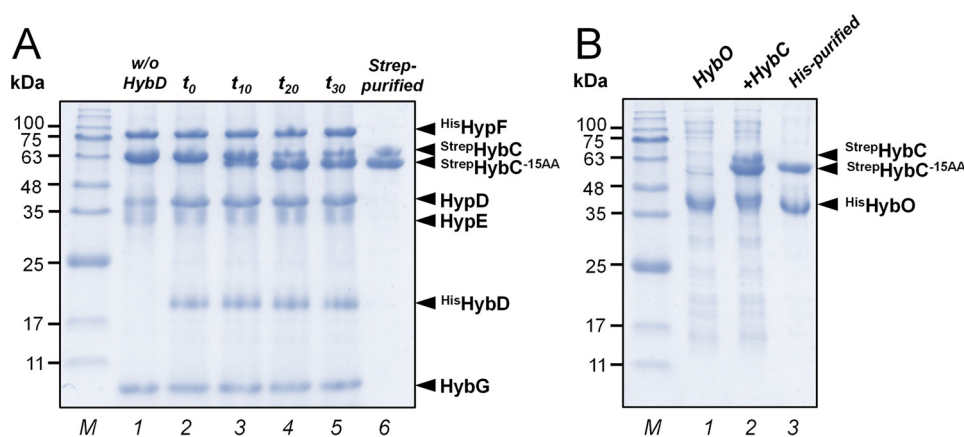 A
kDa
w/o HybD
t0
t10
t20
t30
Strep-purified
100
75
63
48
35
25
17
11
HisHypF
StrepHybC
StrepHybC-15AA
HypD
HypE
HisHybD
HybG
M 1 2 3 4 5 6
B
kDa
HybO
+HybC
His-purified
100
75
63
48
35
25
17
11
StrepHybC
StrepHybC-15AA
HisHybO
M 1 2 3